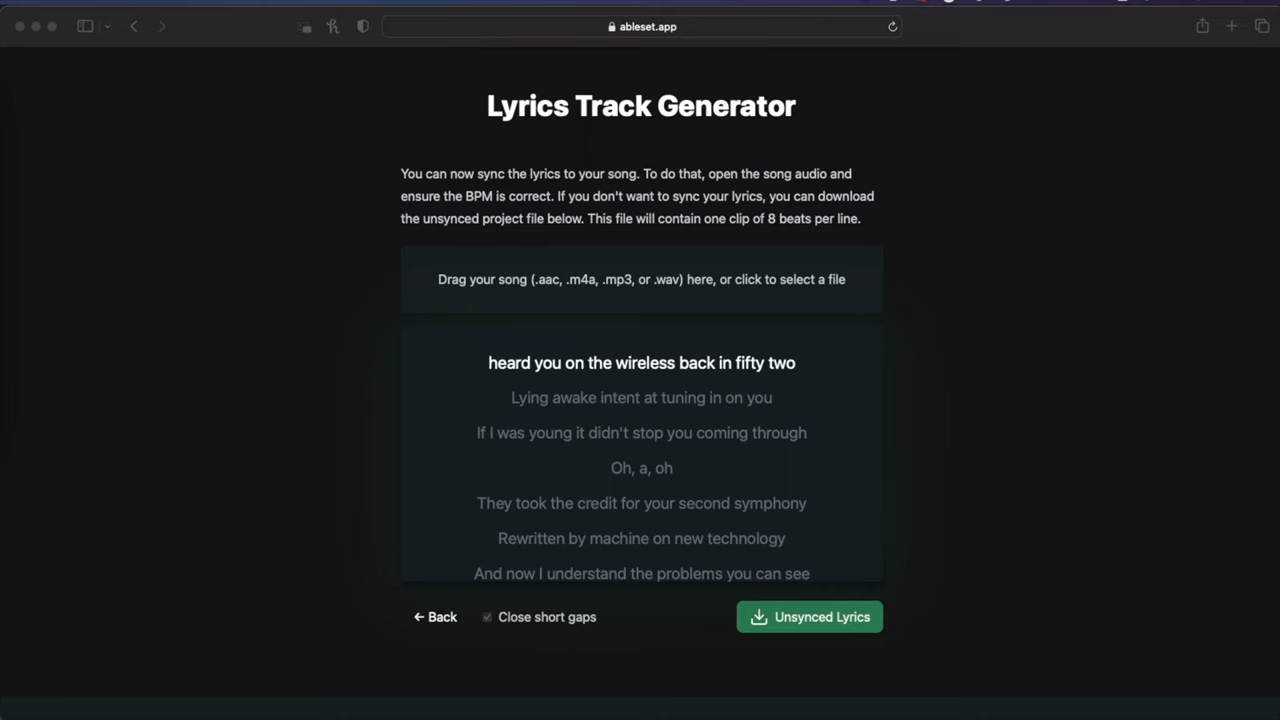 ableset.app
Lyrics Track Generator
You can now sync the lyrics to your song. To do that, open the song audio and
ensure the BPM is correct. If you don't want to sync your lyrics, you can download
the unsynced project file below. This file will contain one clip of 8 beats per line.
Drag your song (.aac, .m4a, .mp3, or .wav) here, or click to select a file
heard you on the wireless back in fifty two
Lying awake intent at tuning in on you
If I was young it didn't stop you coming through
Oh, a, oh
They took the credit for your second symphony
Rewritten by machine on new technology
And now I understand the problems you can see
← Back
Close short gaps
Unsynced Lyrics